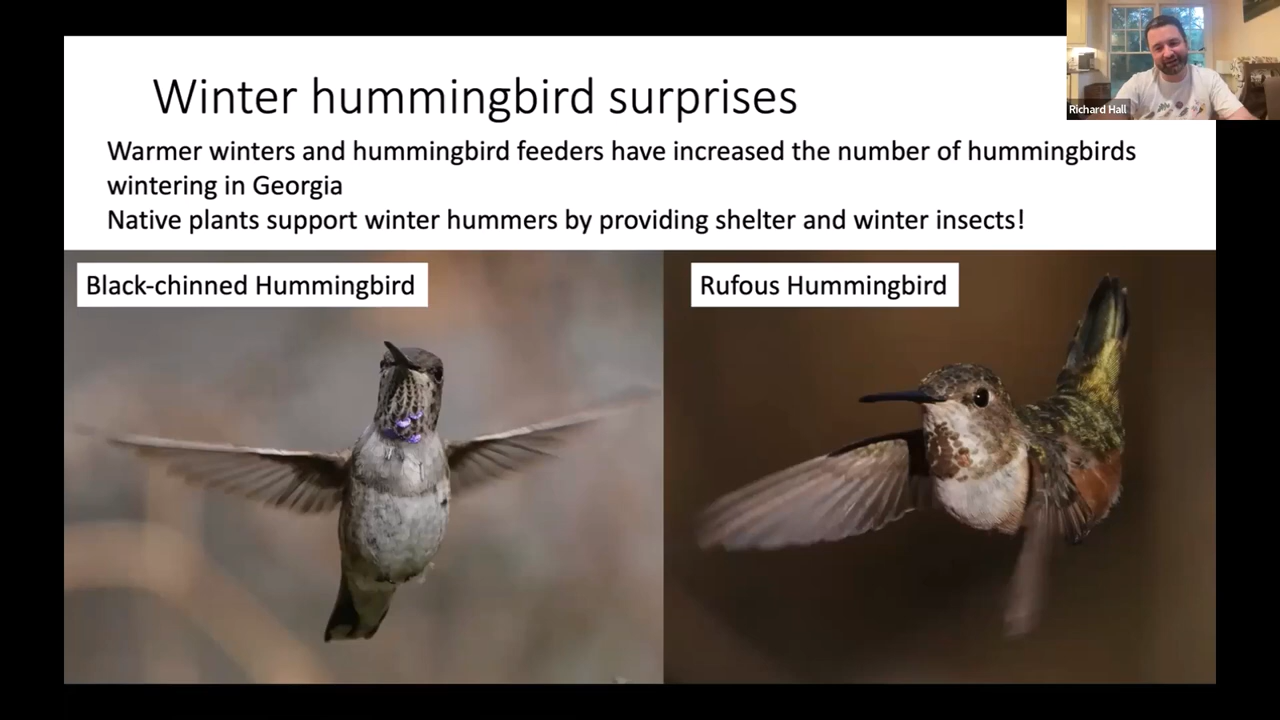 Winter hummingbird surprises
Richard Hall
Warmer winters and hummingbird feeders have increased the number of hummingbirds
wintering in Georgia
Native plants support winter hummers by providing shelter and winter insects!
Black-chinned Hummingbird
Rufous Hummingbird